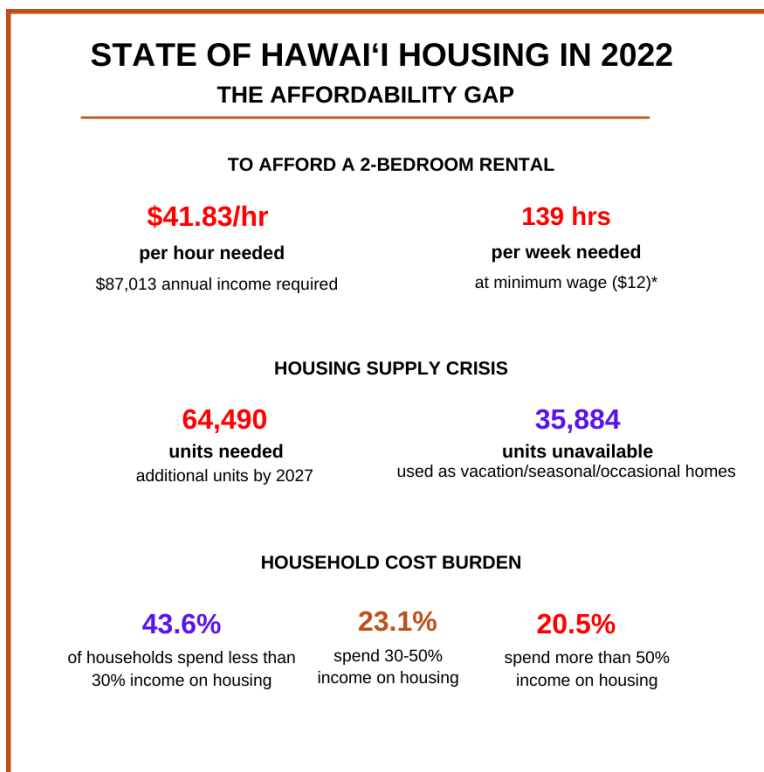 STATE OF HAWAI‘I HOUSING IN 2022
THE AFFORDABILITY GAP
TO AFFORD A 2-BEDROOM RENTAL
$41.83/hr
per hour needed
$87,013 annual income required
139 hrs
per week needed
at minimum wage ($12)*
HOUSING SUPPLY CRISIS
64,490
units needed
additional units by 2027
35,884
units unavailable
used as vacation/seasonal/occasional homes
HOUSEHOLD COST BURDEN
43.6%
of households spend less than
30% income on housing
23.1%
spend 30-50%
income on housing
20.5%
spend more than 50%
income on housing